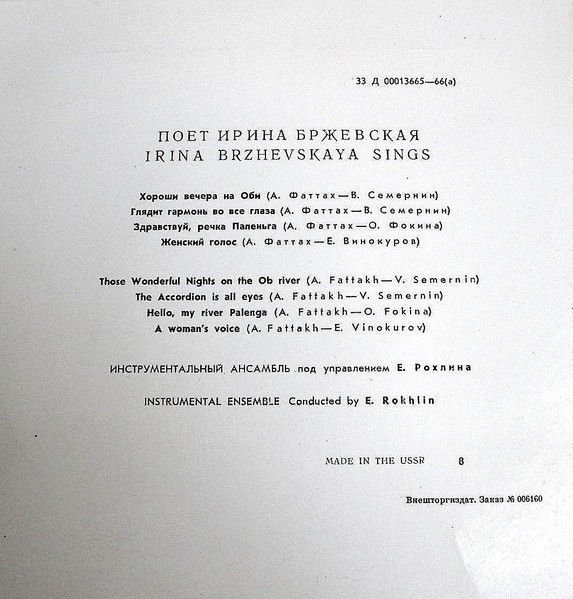 33 Д 00013665—66(а)
ПОЕТ ИРИНА БРЖЕВСКАЯ
IRINA BRZHEVSKAYA SINGS
Хороши вечера на Оби (А. Фаттах—В. Семернин)
Глядит гармонь во все глаза (А. Фаттах—В. Семернин)
Здравствуй, речка Паленьга (А. Фаттах—О. Фокина)
Женский голос (А. Фаттах—Е. Винокуров)
Those Wonderful Nights on the Ob river (A. Fattakh—V. Semernin)
The Accordion is all eyes (A. Fattakh—V. Semernin)
Hello, my river Palenga (A. Fattakh—O. Fokina)
A woman's voice (A. Fattakh—E. Vinokurov)
ИНСТРУМЕНТАЛЬНЫЙ АНСАМБЛЬ под управлением Е. Рохлина
INSTRUMENTAL ENSEMBLE Conducted by E. Rokhlin
MADE IN THE USSR 8
Внешторгиздат. Заказ № 006160